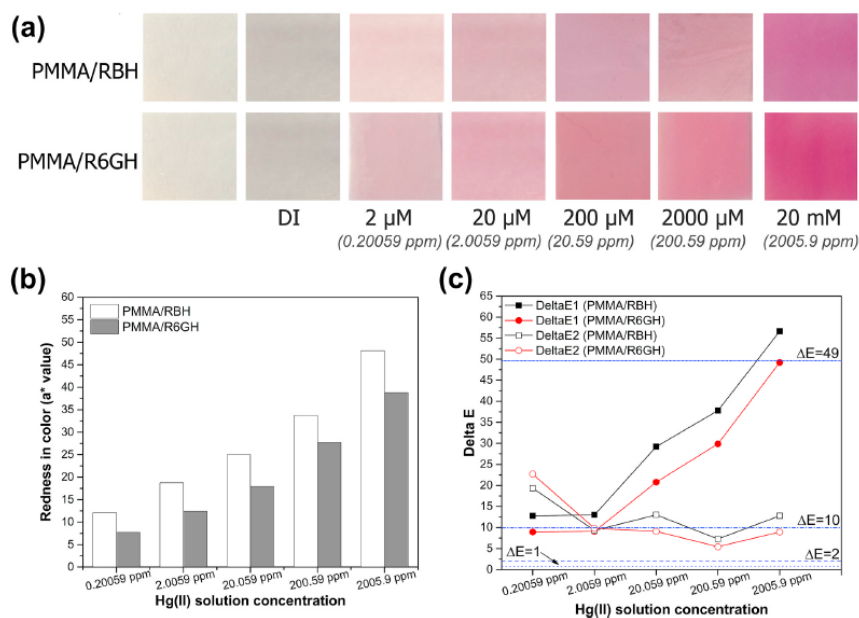 (a)
PMMA/RBH
PMMA/R6GH
DI
2 µM
20 µM
200 µM
2000 µM
20 mM
(0.20059 ppm)
(2.0059 ppm)
(20.59 ppm)
(200.59 ppm)
(2005.9 ppm)
(b)
60
55
50
45
40
35
30
25
20
15
10
5
0
Redness in color (a* value)
PMMA/RBH
PMMA/R6GH
0.20059 ppm
2.0059 ppm
20.059 ppm
200.59 ppm
2005.9 ppm
Hg(II) solution concentration
(c)
65
60
55
50
45
40
35
30
25
20
15
10
5
0
Delta E
DeltaE1 (PMMA/RBH)
DeltaE1 (PMMA/R6GH)
DeltaE2 (PMMA/RBH)
DeltaE2 (PMMA/R6GH)
ΔE=49
ΔE=10
ΔE=1
ΔE=2
0.20059 ppm
2.0059 ppm
20.059 ppm
200.59 ppm
2005.9 ppm
Hg(II) solution concentration